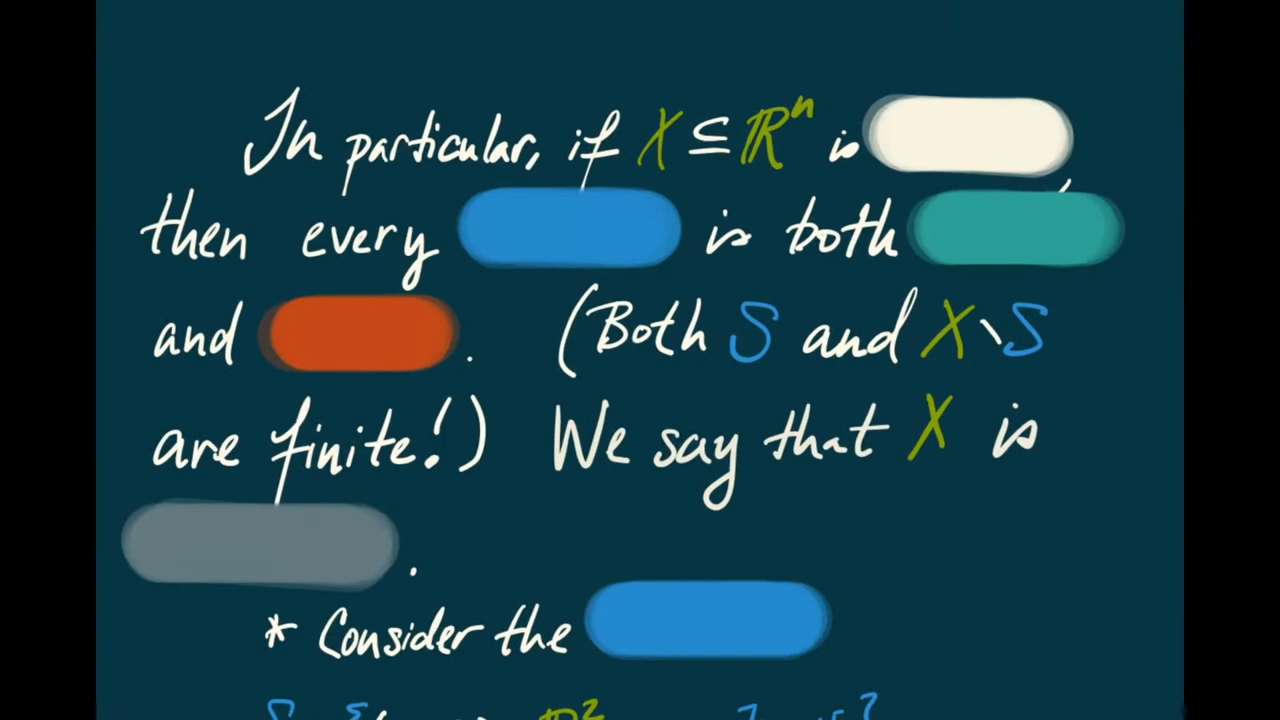 In particular, if X ⊆ ℝⁿ is
then every is both ,
and . (Both S and X∖S
are finite!) We say that X is
.
* Consider the